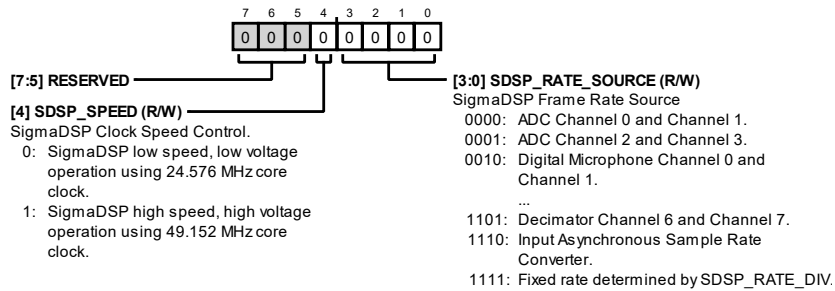 7 6 5 4 3 2 1 0
0 0 0 0 0 0 0 0
[7:5] RESERVED
[4] SDSP_SPEED (R/W)
SigmaDSP Clock Speed Control.
0: SigmaDSP low speed, low voltage
operation using 24.576 MHz core
clock.
1: SigmaDSP high speed, high voltage
operation using 49.152 MHz core
clock.
[3:0] SDSP_RATE_SOURCE (R/W)
SigmaDSP Frame Rate Source
0000: ADC Channel 0 and Channel 1.
0001: ADC Channel 2 and Channel 3.
0010: Digital Microphone Channel 0 and
Channel 1.
...
1101: Decimator Channel 6 and Channel 7.
1110: Input Asynchronous Sample Rate
Converter.
1111: Fixed rate determined by SDSP_RATE_DIV.